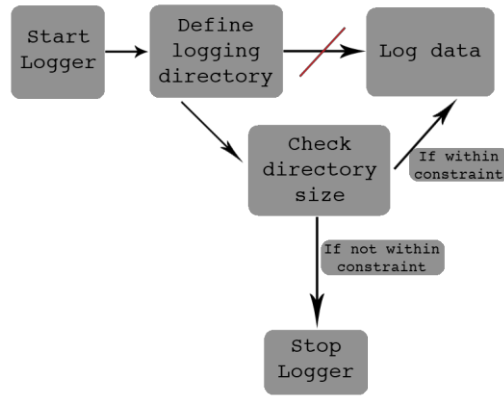 Start
Logger
Define
logging
directory
Log data
Check
directory
size
If within
constraint
If not within
constraint
Stop
Logger